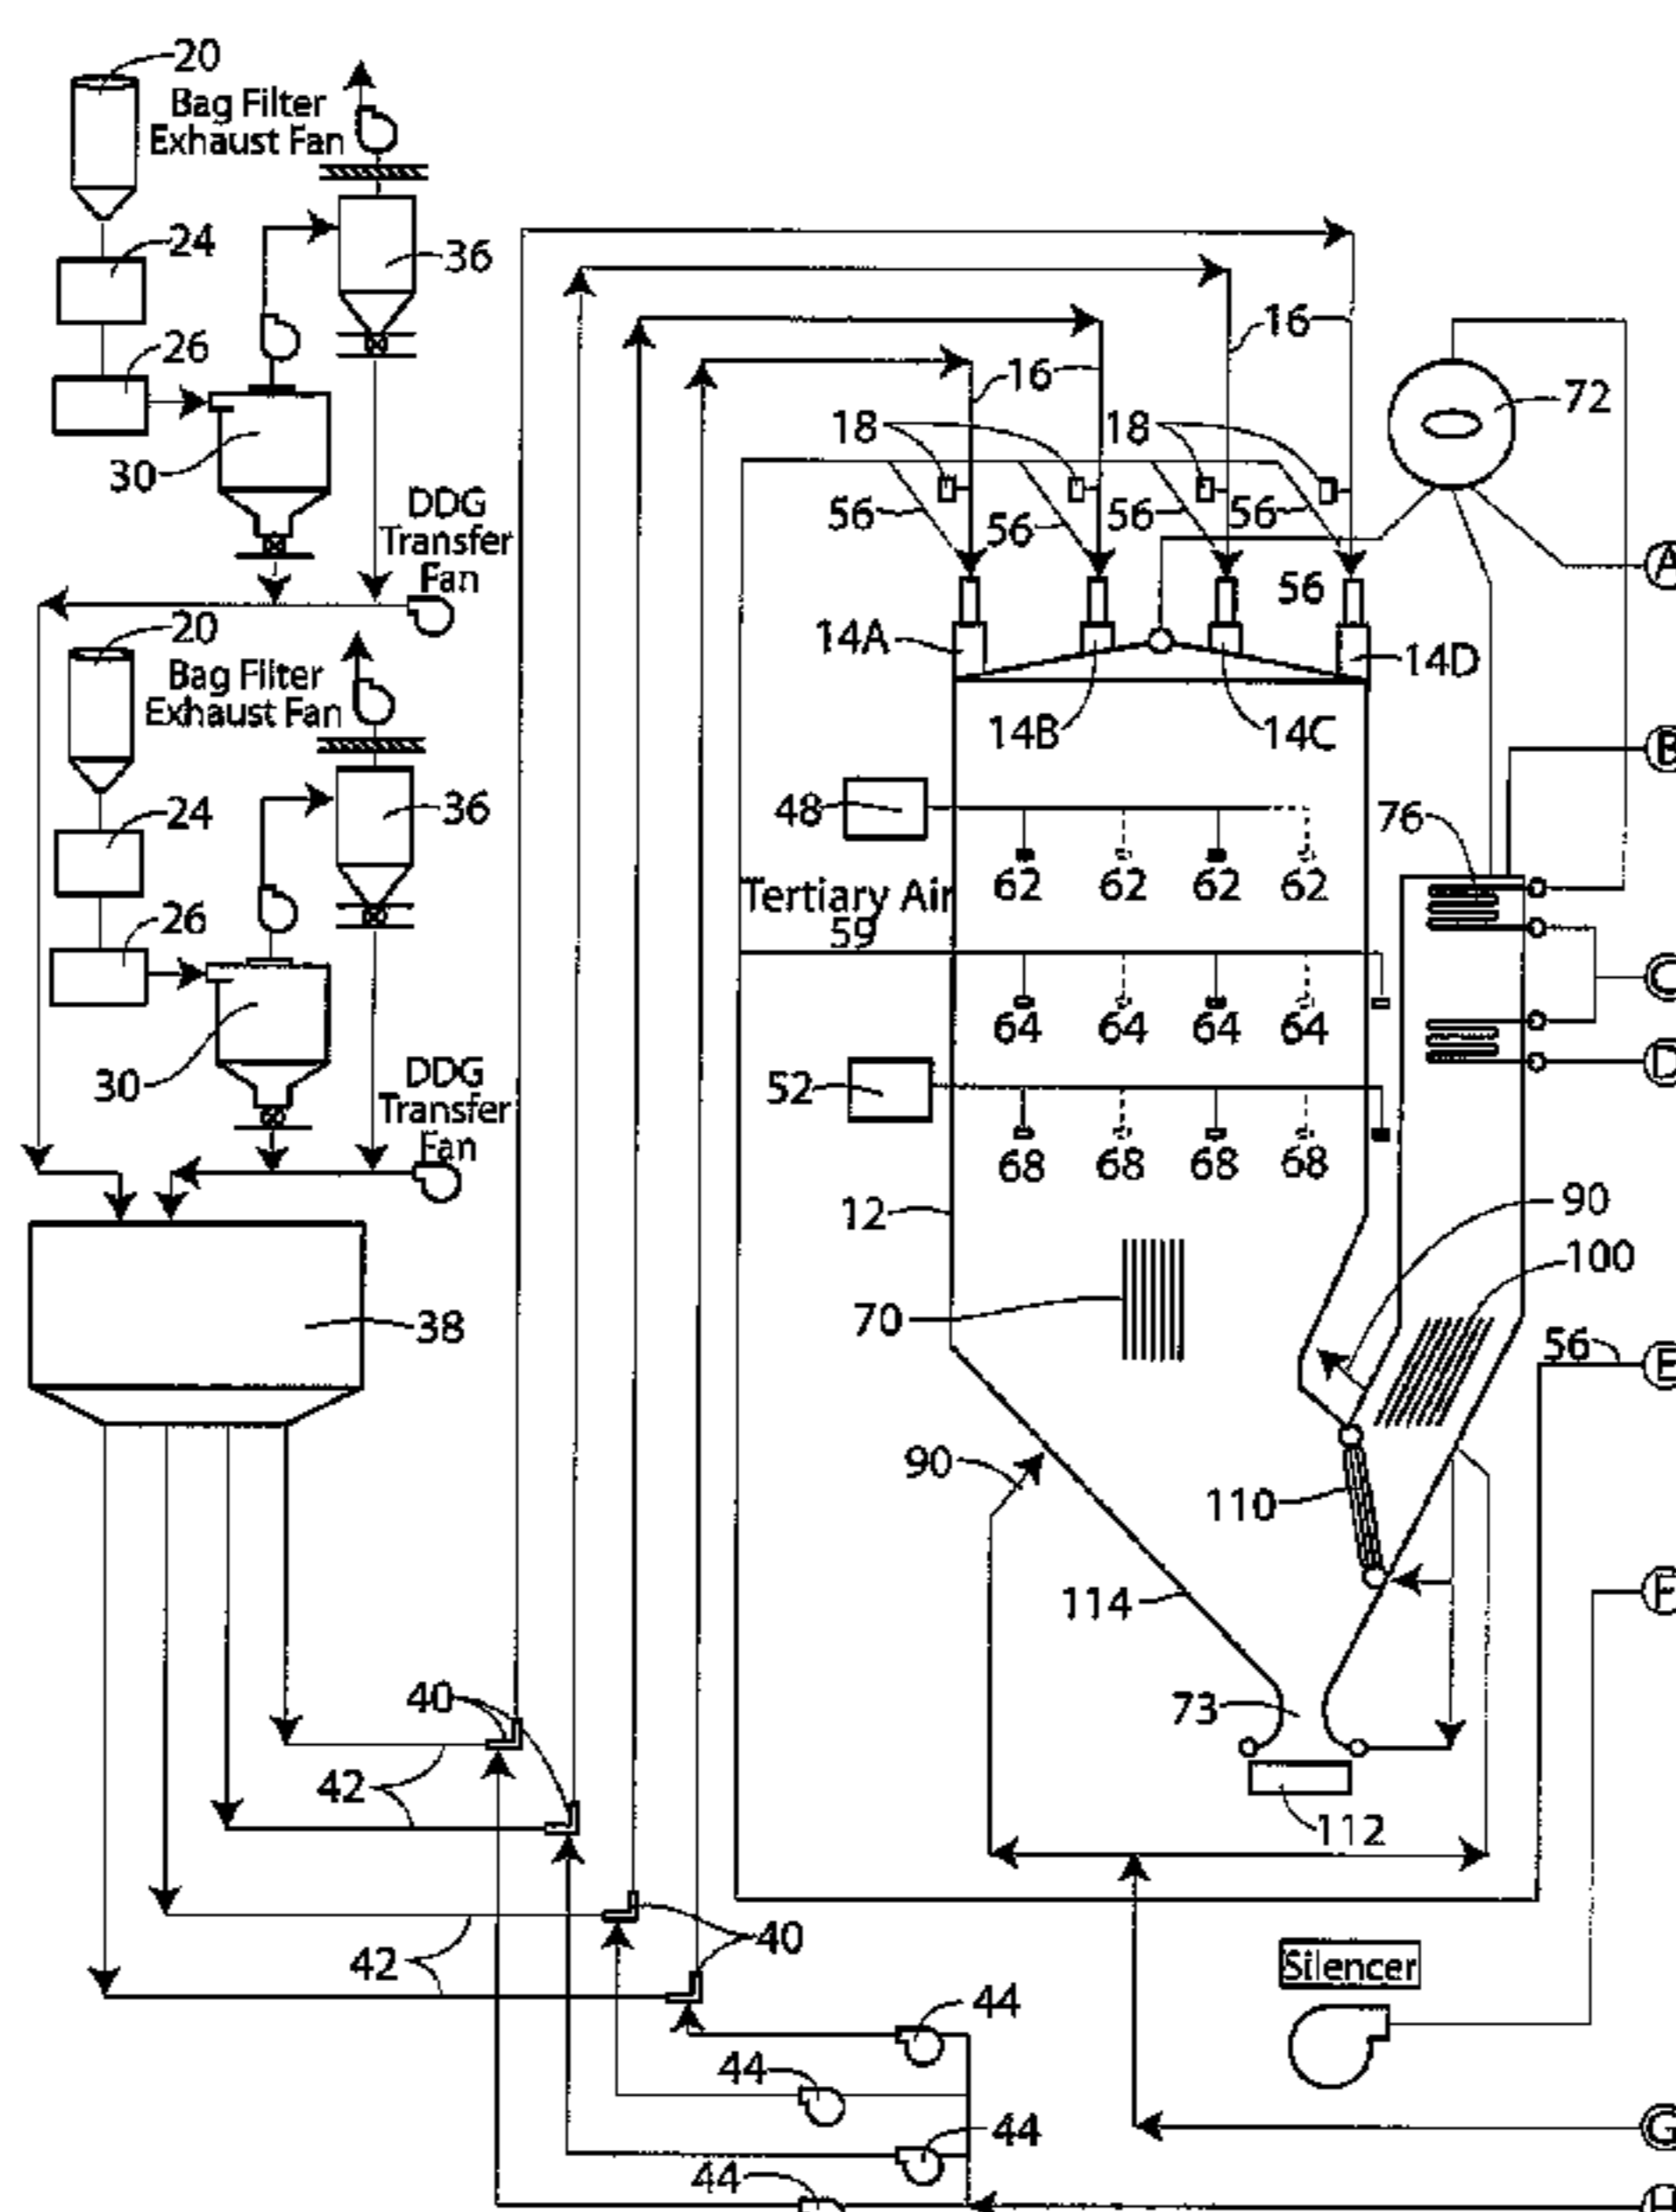 20
Bag Filter
Exhaust Fan
24
36
26
30
DDG
Transfer
Fan
20
Bag Filter
Exhaust Fan
24
36
26
30
DDG
Transfer
Fan
38
40
42
42
40
44
44
44
44
16
16
18
18
72
56
56
56
56
56
14A
14B
14C
14D
A
B
48
62
62
62
62
76
Tertiary Air
59
64
64
64
64
C
52
D
68
68
68
68
12
90
100
70
56
E
90
110
114
F
73
112
Silencer
G